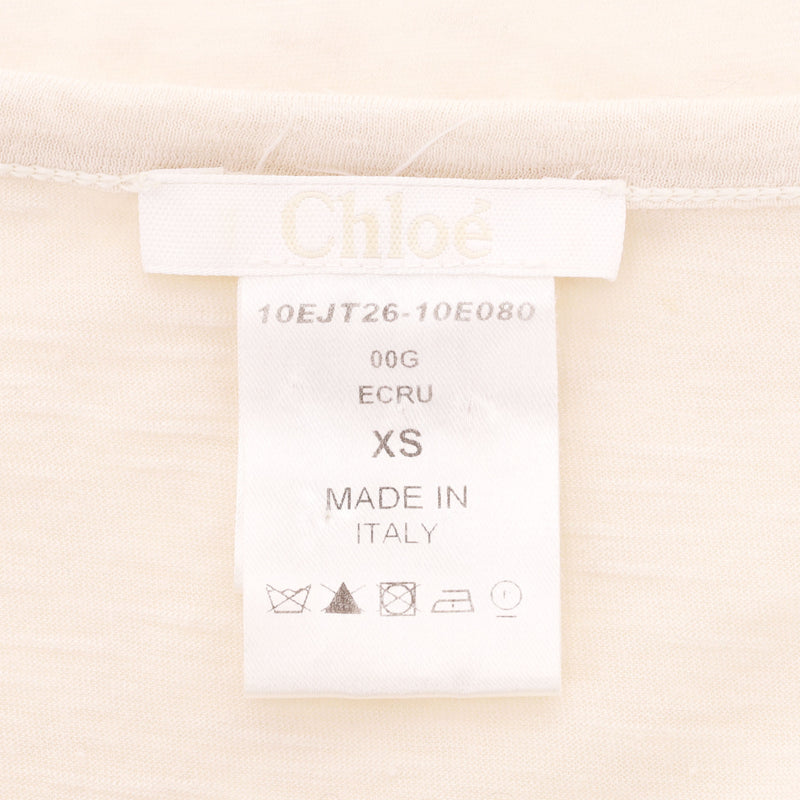 Chloé
10EJT26-10E080
00G
ECRU
XS
MADE IN
ITALY